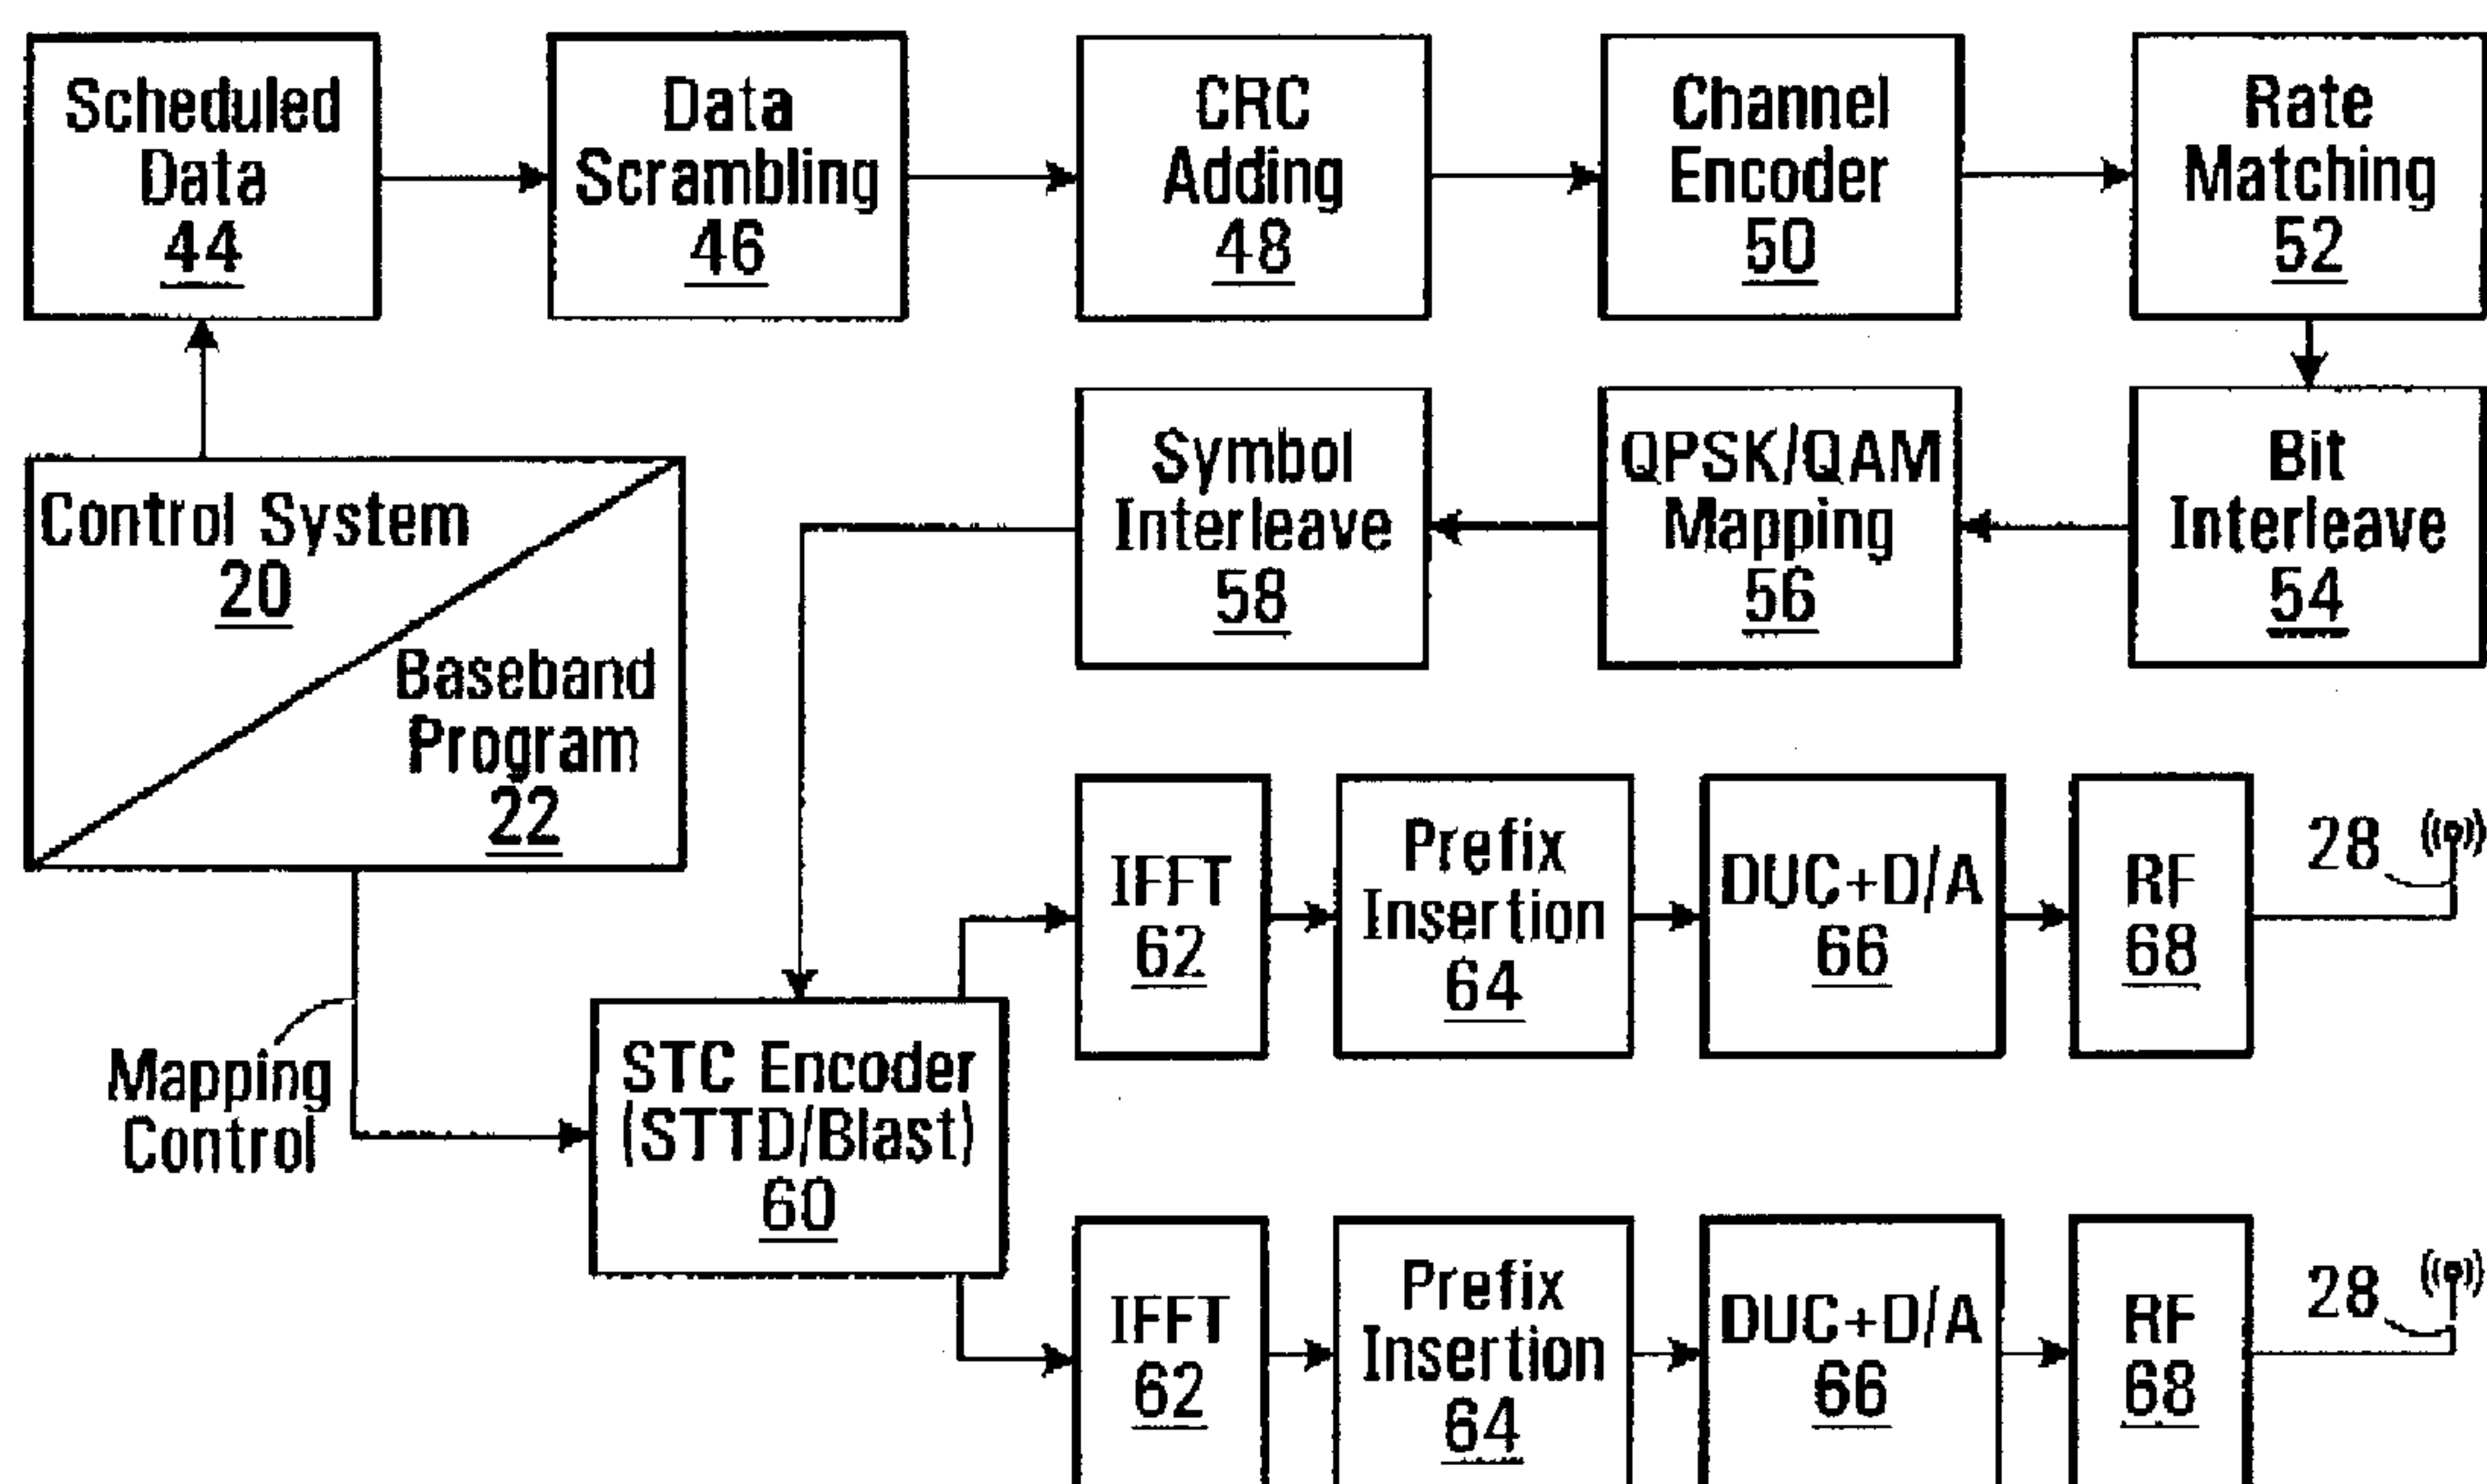 Scheduled
Data
44
Data
Scrambling
46
CRC
Adding
48
Channel
Encoder
50
Rate
Matching
52
Symbol
Interleave
58
QPSK/QAM
Mapping
56
Bit
Interleave
54
Control System
20
Baseband
Program
22
Mapping
Control
STC Encoder
(STTD/Blast)
60
IFFT
62
Prefix
Insertion
64
DUC+D/A
66
RF
68
28
IFFT
62
Prefix
Insertion
64
DUC+D/A
66
RF
68
28